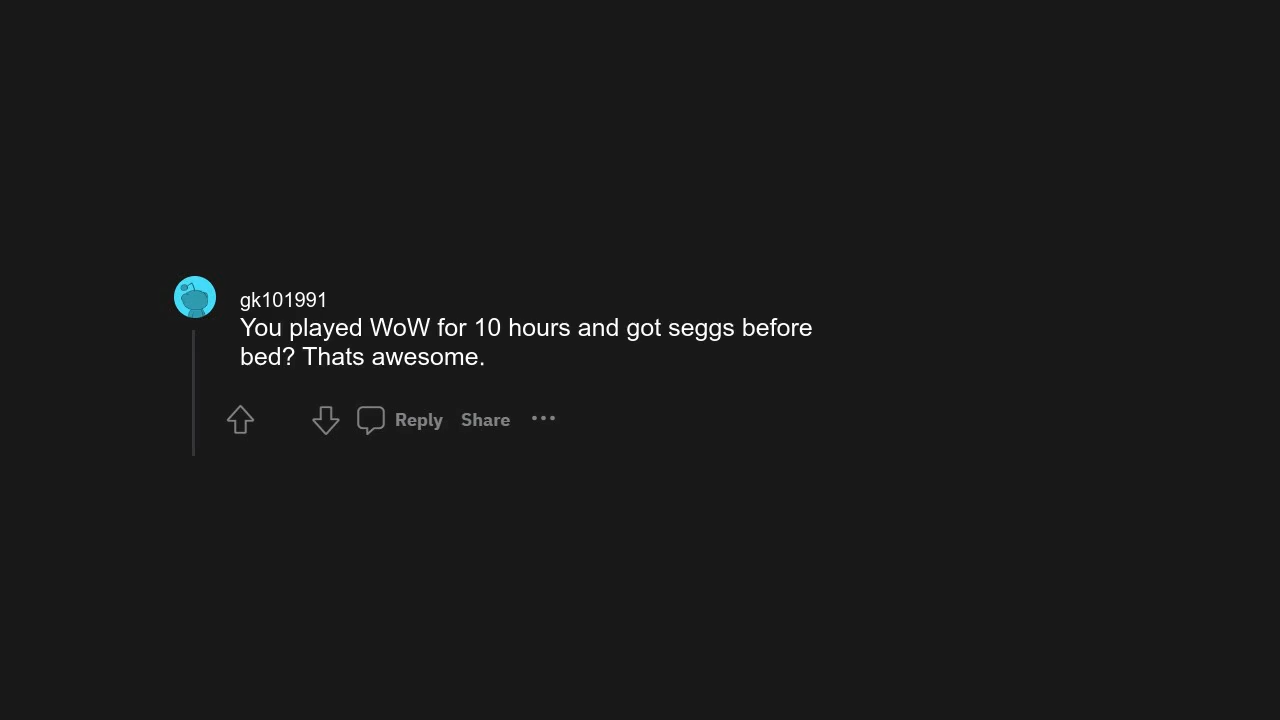 gk101991
You played WoW for 10 hours and got seggs before
bed? Thats awesome.
Reply Share